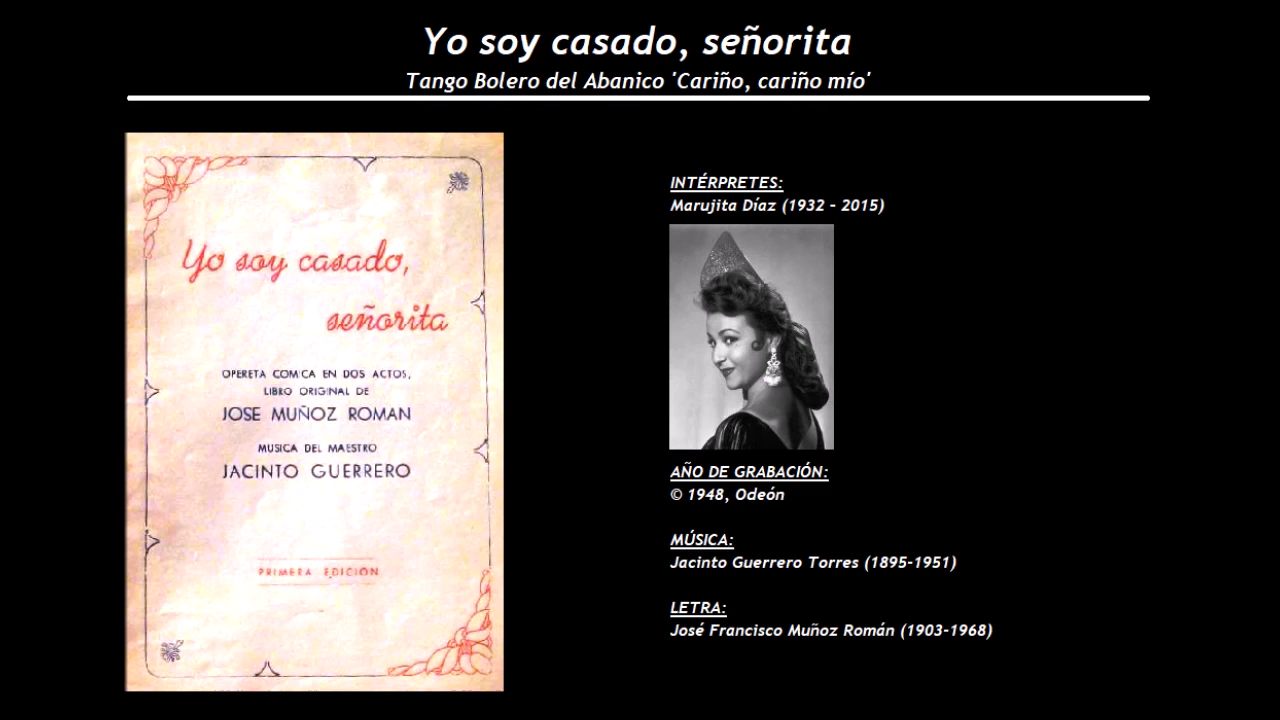 Yo soy casado, señorita
Tango Bolero del Abanico 'Cariño, cariño mío'
Yo soy casado,
señorita
OPERETA COMICA EN DOS ACTOS,
LIBRO ORIGINAL DE
JOSE MUÑOZ ROMAN
MUSICA DEL MAESTRO
JACINTO GUERRERO
PRIMERA EDICION
INTÉRPRETES:
Marujita Díaz (1932 - 2015)
AÑO DE GRABACIÓN:
© 1948, Odeón
MÚSICA:
Jacinto Guerrero Torres (1895-1951)
LETRA:
José Francisco Muñoz Román (1903-1968)